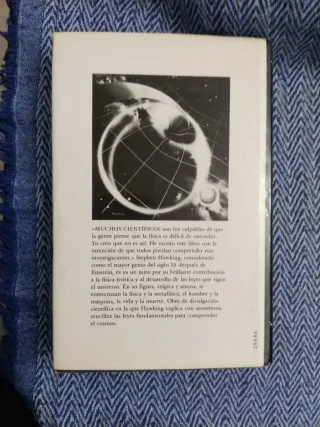 «MUCHOS CIENTÍFICOS son los culpables de que
la gente piense que la física es difícil de entender.
Yo creo que no es así. He escrito este libro con la
intención de que todos puedan comprender mis
investigaciones.» Stephen Hawking, considerado
como el mayor genio del siglo XX después de
Einstein, es ya un mito por su brillante contribución
a la física teórica y al desarrollo de las leyes que rigen
el universo. En su figura, trágica y serena, se
entrecruzan la física y la metafísica, el hombre y la
máquina, la vida y la muerte. Obra de divulgación
científica en la que Hawking explica con asombrosa
sencillez las leyes fundamentales para comprender
el cosmos.